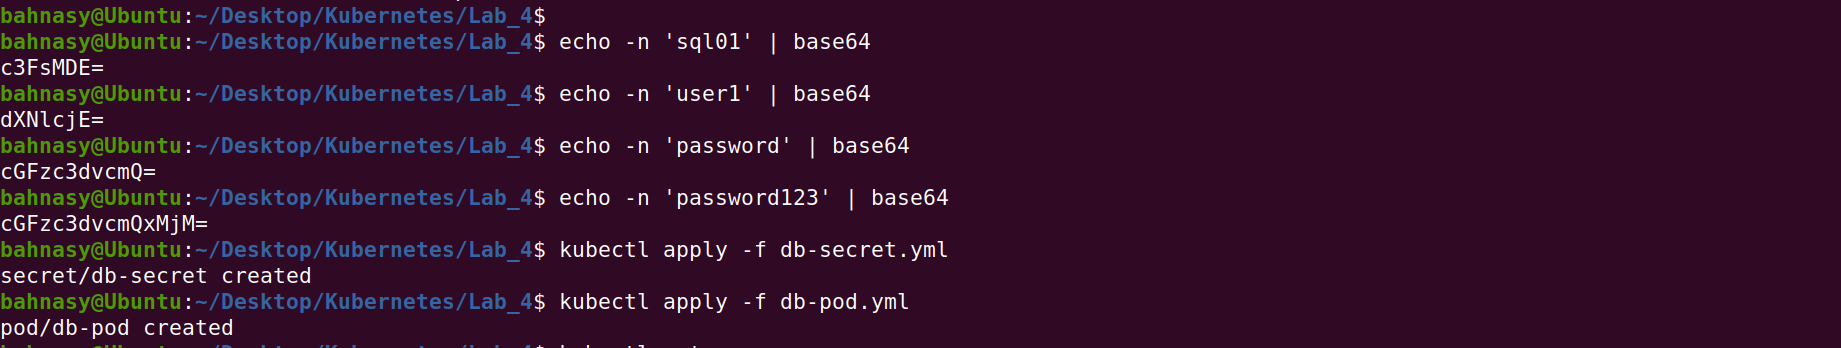 bahnasy@Ubuntu:~/Desktop/Kubernetes/Lab_4$
bahnasy@Ubuntu:~/Desktop/Kubernetes/Lab_4$ echo -n 'sql01' | base64
c3FsMDE=
bahnasy@Ubuntu:~/Desktop/Kubernetes/Lab_4$ echo -n 'user1' | base64
dXNlcjE=
bahnasy@Ubuntu:~/Desktop/Kubernetes/Lab_4$ echo -n 'password' | base64
cGFzc3dvcmQ=
bahnasy@Ubuntu:~/Desktop/Kubernetes/Lab_4$ echo -n 'password123' | base64
cGFzc3dvcmQxMjM=
bahnasy@Ubuntu:~/Desktop/Kubernetes/Lab_4$ kubectl apply -f db-secret.yml
secret/db-secret created
bahnasy@Ubuntu:~/Desktop/Kubernetes/Lab_4$ kubectl apply -f db-pod.yml
pod/db-pod created